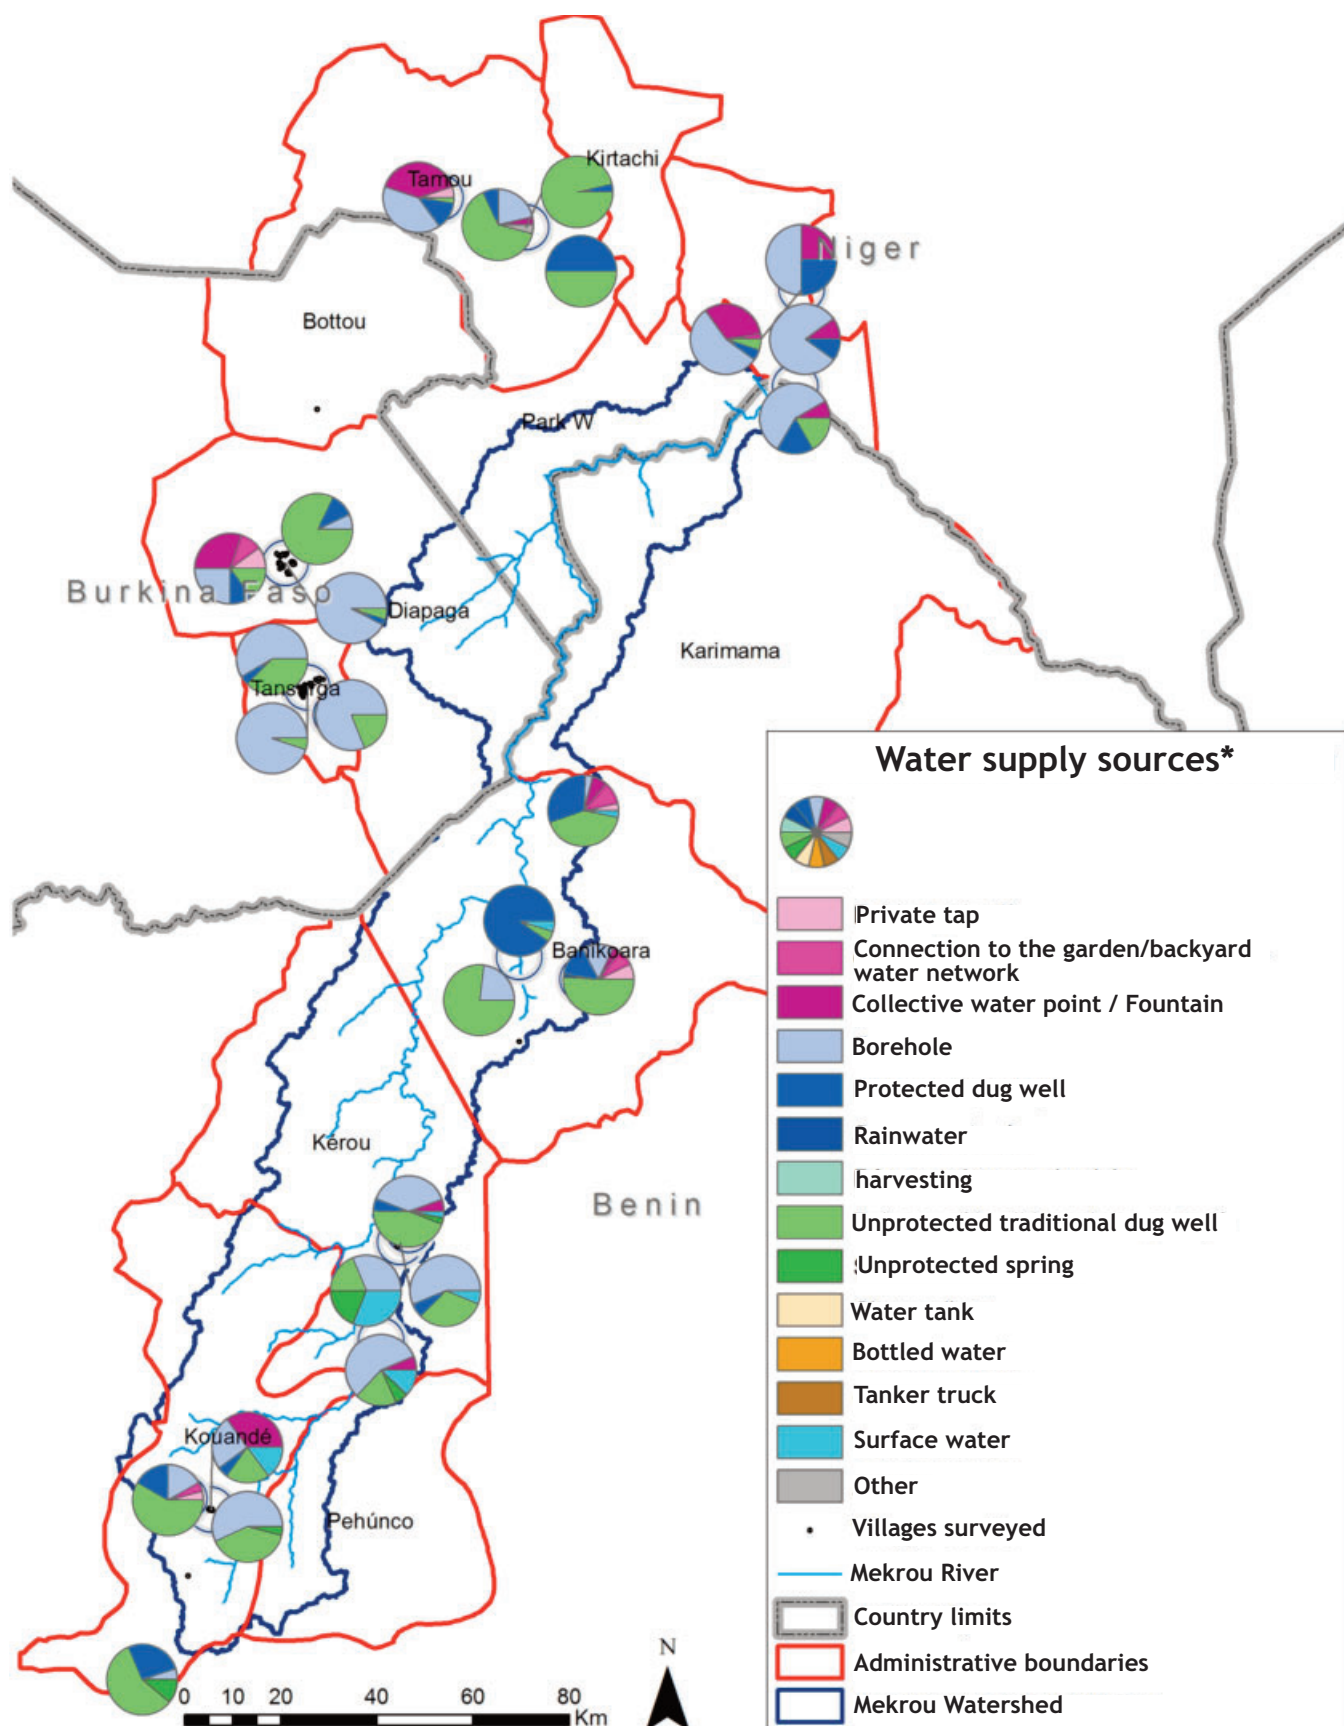 Kirtachi
Tamou
Niger
Bottou
Park W
Burkina Faso
Diapaga
Karimama
Tansarga
Water supply sources*
Private tap
Connection to the garden/backyard
water network
Collective water point / Fountain
Borehole
Protected dug well
Rainwater
harvesting
Unprotected traditional dug well
Unprotected spring
Water tank
Bottled water
Tanker truck
Surface water
Other
Villages surveyed
Mekrou River
Country limits
Administrative boundaries
Mekrou Watershed
Banikoara
Kérou
Benin
Kouandé
Pehúnco
N
0 10 20 40 60 80
Km